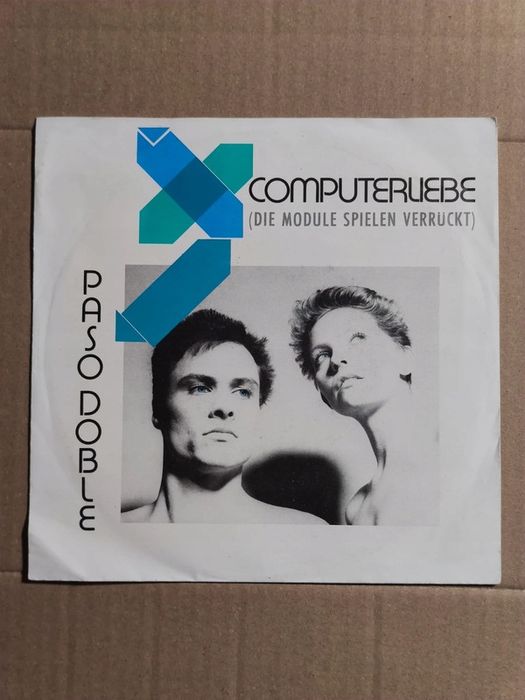 COMPUTERLIEBE
(DIE MODULE SPIELEN VERRÜCKT)
PASO DOBLE